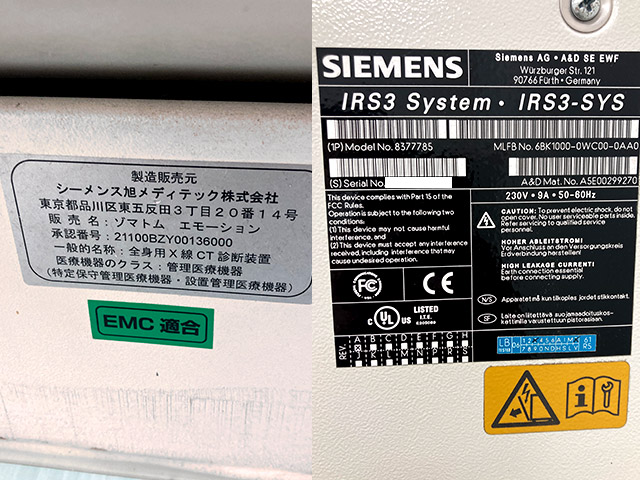 製造販売元
シーメンス旭メディテック株式会社
東京都品川区東五反田3丁目20番14号
販売名：ソマトム エモーション
承認番号：21100BZY00136000
一般的名称：全身用X線CT診断装置
医療機器のクラス：管理医療機器
(特定保守管理医療機器・設置管理医療機器)
EMC 適合
SIEMENS
Siemens AG • A&D SE EWF
Würzburger Str. 121
90766 Fürth • Germany
IRS3 System • IRS3-SYS
(1P) Model No. 8377785
MLFB No. 6BK1000-0WC00-0AA0
(S) Serial No.
A&D Mat. No. A5E00299270
This device complies with Part 15 of the
FCC Rules.
Operation is subject to the following two
conditions:
(1) This device may not cause harmful
interference, and
(2) this device must accept any interference
received, including interference that may
cause undesired operation.
230V • 9A • 50-60Hz
CAUTION: To prevent electric shock, do not
open cover. No user serviceable parts inside.
Refer servicing to qualified service
personnel.
HOHER ABLEITSTROM
Vor Anschluss an den Versorgungskreis
Erdverbindung herstellen!
HIGH LEAKAGE CURRENT!
Earth connection essential
before connecting supply.
N/S
Apparatet må kun tilkoples jordet stikkontakt.
SF
Laite on liitettävä suojamaadoitus-
koskettimilla varustettuun pistorasiaan.
FC
CE
c UL us
LISTED
I.T.E.
REV.
A B C D E F G H
J K L M N P R S
LB